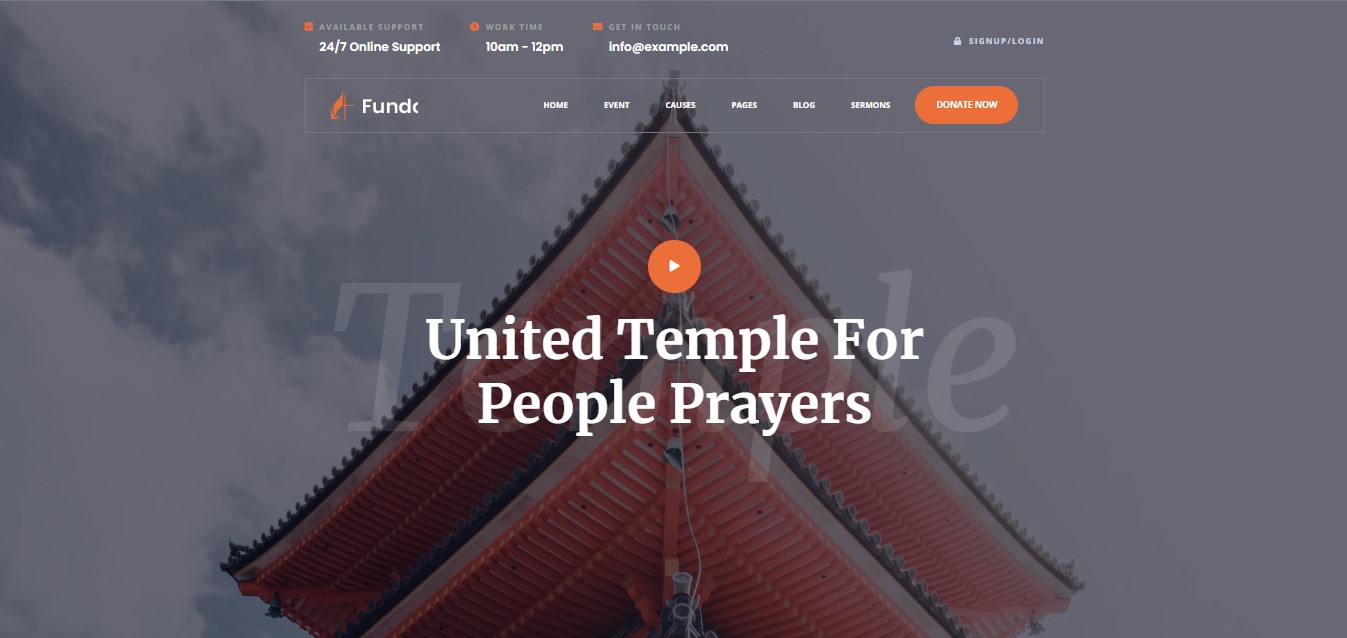 AVAILABLE SUPPORT
24/7 Online Support
WORK TIME
10am - 12pm
GET IN TOUCH
info@example.com
SIGNUP/LOGIN
HOME EVENT CAUSES PAGES BLOG SERMONS DONATE NOW
Temple
United Temple For
People Prayers